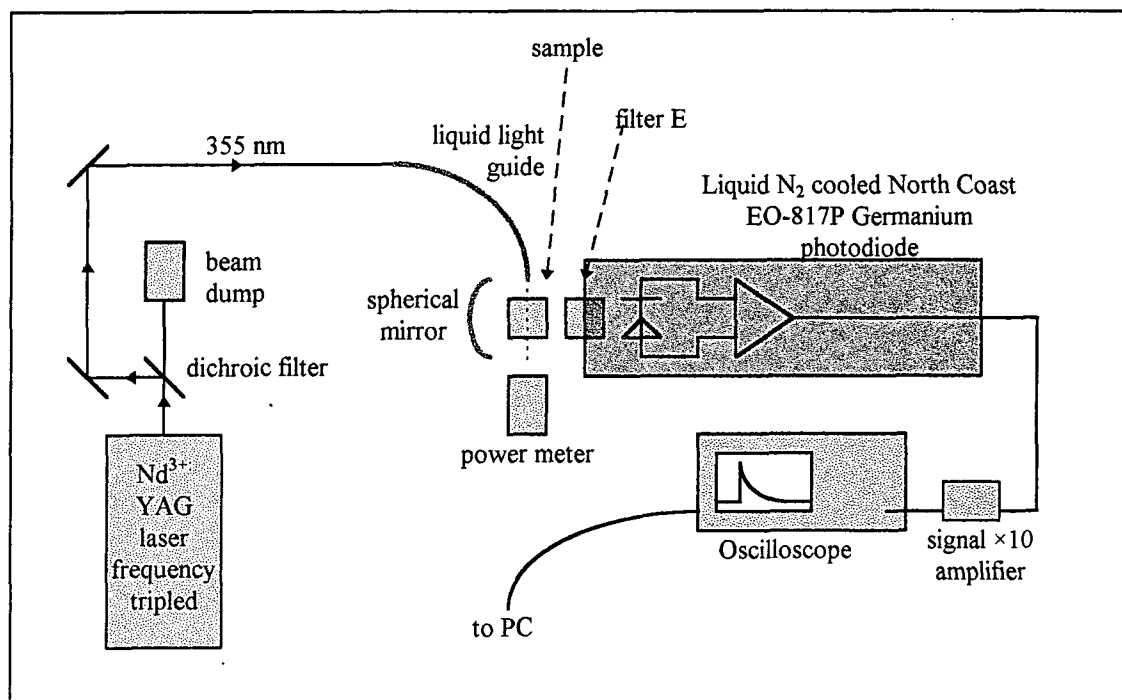 sample
filter E
liquid light
guide
355 nm
Liquid N₂ cooled North Coast
EO-817P Germanium
photodiode
beam
dump
spherical
mirror
dichroic filter
power meter
Nd³⁺
YAG
laser
frequency
tripled
Oscilloscope
signal ×10
amplifier
to PC